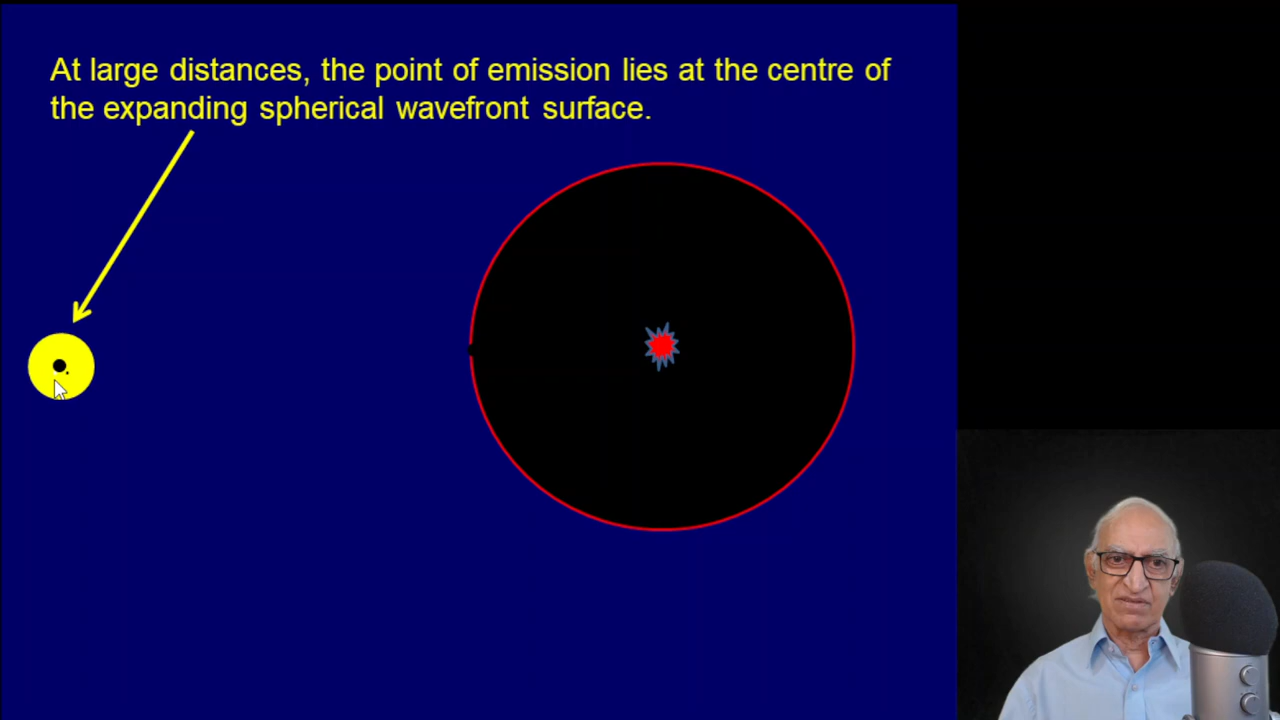 At large distances, the point of emission lies at the centre of
the expanding spherical wavefront surface.